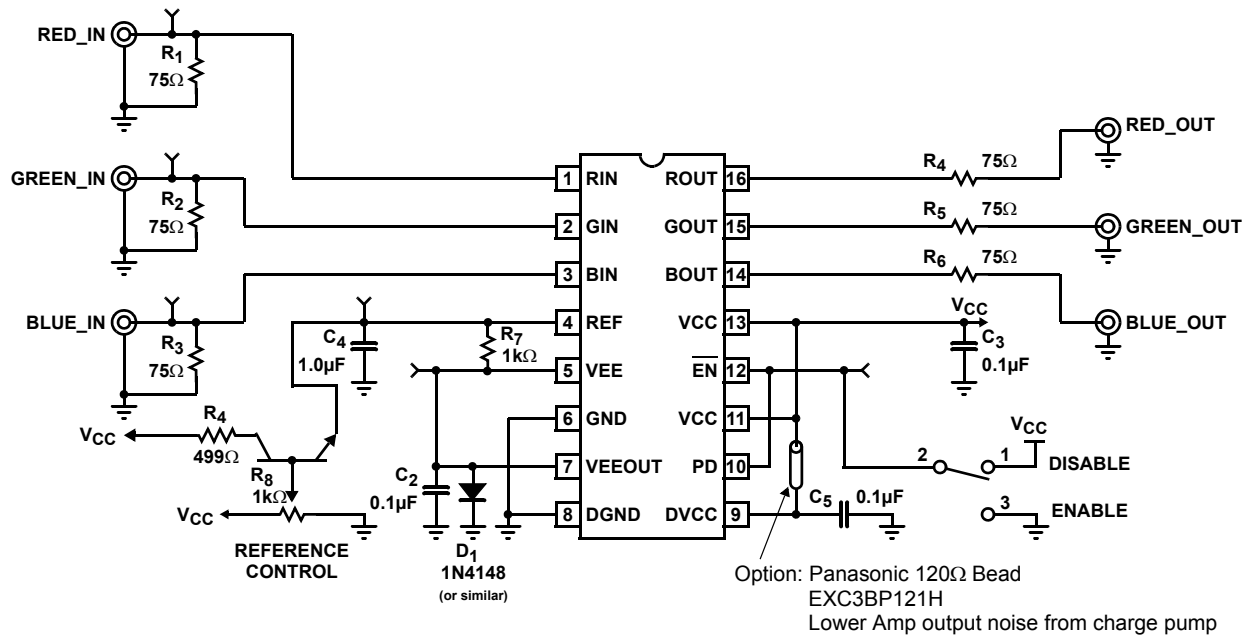 RED_IN
R1
75Ω
GREEN_IN
R2
75Ω
BLUE_IN
R3
75Ω
C4
1.0µF
R7
1kΩ
VCC
R4
499Ω
R8
1kΩ
VCC
REFERENCE
CONTROL
C2
0.1µF
D1
1N4148
(or similar)
1 RIN
2 GIN
3 BIN
4 REF
5 VEE
6 GND
7 VEEOUT
8 DGND
ROUT 16
GOUT 15
BOUT 14
VCC 13
EN 12
VCC 11
PD 10
DVCC 9
R4 75Ω
RED_OUT
R5 75Ω
GREEN_OUT
R6 75Ω
BLUE_OUT
VCC
C3
0.1µF
VCC
2 1 DISABLE
3 ENABLE
C5 0.1µF
Option: Panasonic 120Ω Bead
EXC3BP121H
Lower Amp output noise from charge pump